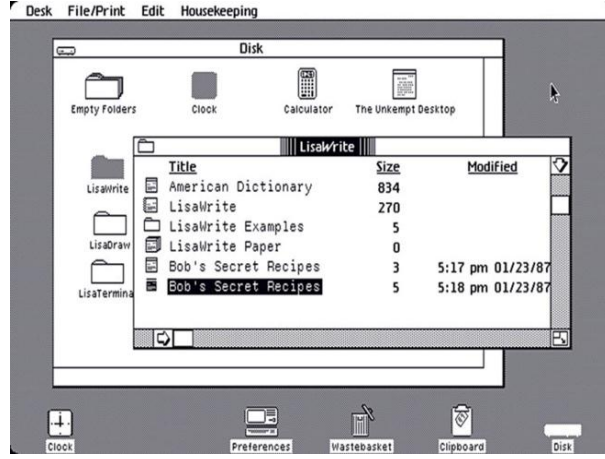 Desk File/Print Edit Housekeeping
Disk
Empty Folders Clock Calculator The Unkempt Desktop
LisaWrite
Title Size Modified
American Dictionary 834
LisaWrite 270
LisaWrite Examples 5
LisaWrite Paper 0
Bob's Secret Recipes 3 5:17 pm 01/23/87
Bob's Secret Recipes 5 5:18 pm 01/23/87
LisaWrite
LisaDraw
LisaTermina
Clock Preferences Wastebasket Clipboard Disk